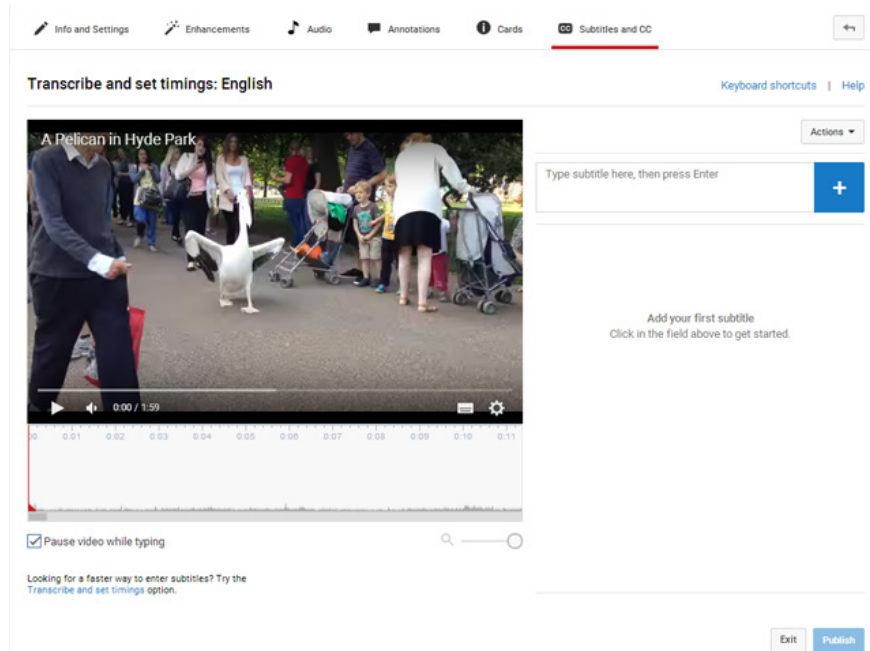 Info and Settings
Enhancements
Audio
Annotations
Cards
CC Subtitles and CC
Transcribe and set timings: English
Keyboard shortcuts | Help
A Pelican in Hyde Park
Actions
Type subtitle here, then press Enter
+
Add your first subtitle
Click in the field above to get started.
0:00 / 1:59
00 0:01 0:02 0:03 0:04 0:05 0:06 0:07 0:08 0:09 0:10 0:11
Pause video while typing
Looking for a faster way to enter subtitles? Try the
Transcribe and set timings option.
Exit
Publish